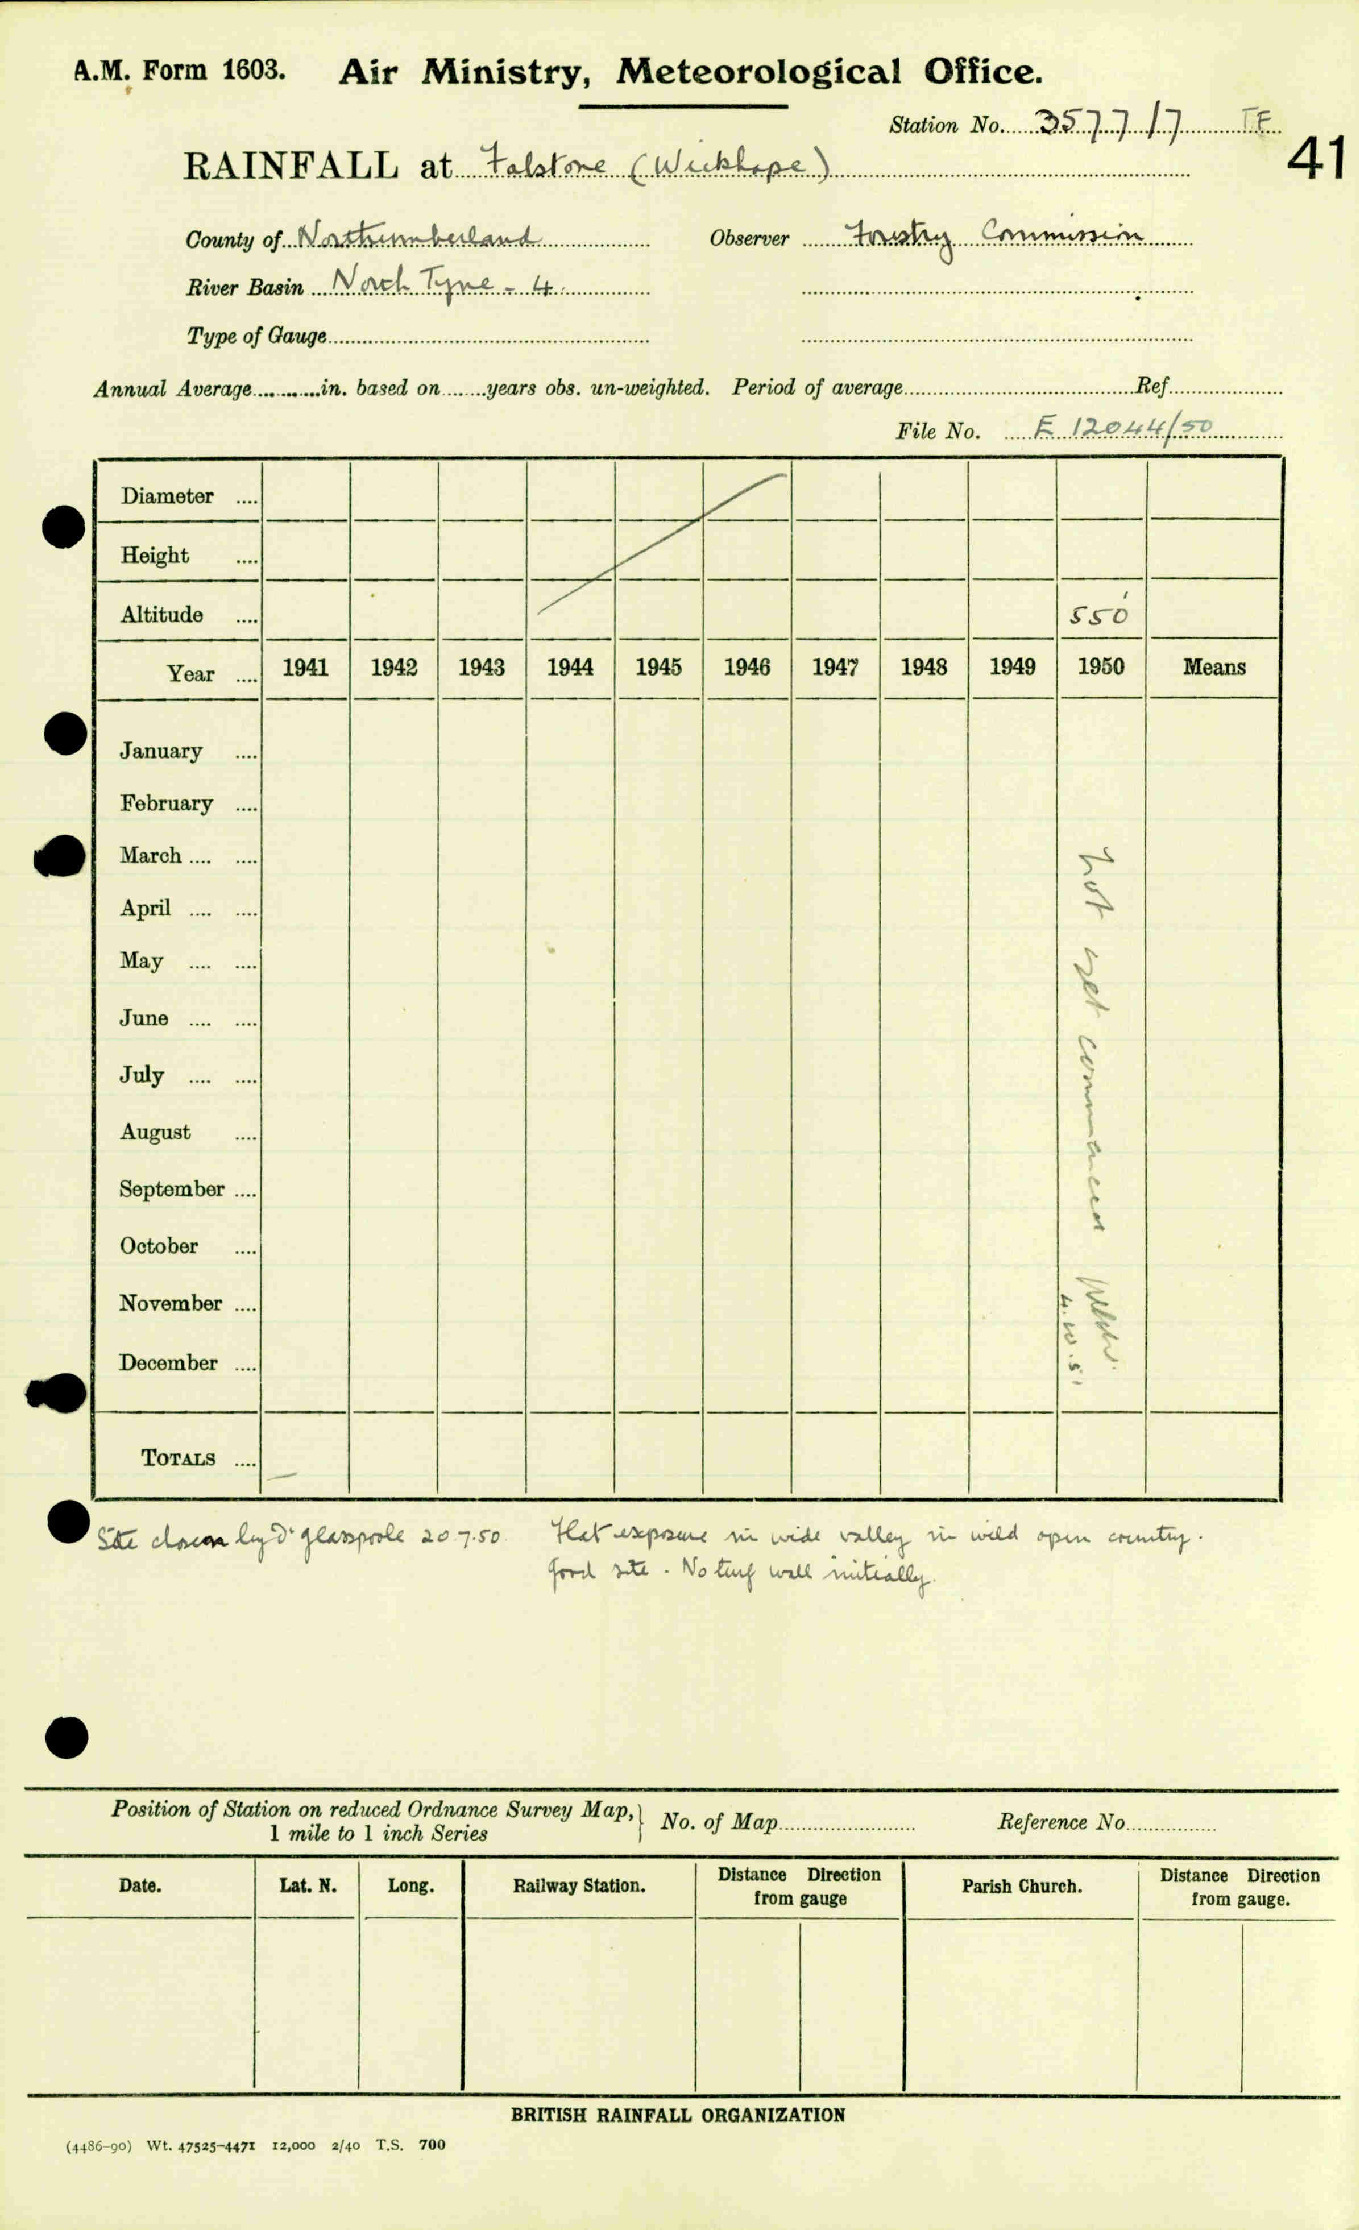 A.M. Form 1603. Air Ministry, Meteorological Office.
Station No. 3577/7 T.F.
41
RAINFALL at Falstone (Wickhope)
County of Northumberland Observer Forestry Commission
River Basin North Tyne - 4.
Type of Gauge
Annual Average in. based on years obs. un-weighted. Period of average Ref.
File No. E 12044/50
Diameter
Height
Altitude 550'
Year 1941 1942 1943 1944 1945 1946 1947 1948 1949 1950 Means
January
February
March
April
May
June
July
August
September
October
November
December
not yet commenced
4.10.51
TOTALS
Site chosen by Dr Glasspoole 20.7.50. Flat exposure in wide valley in wild open country.
Good site. No turf wall initially.
Position of Station on reduced Ordnance Survey Map, } No. of Map Reference No.
1 mile to 1 inch Series
Date. Lat. N. Long. Railway Station. Distance Direction from gauge Parish Church. Distance Direction from gauge.
BRITISH RAINFALL ORGANIZATION
(4486-90) Wt. 47525-4471 12,000 2/40 T.S. 700